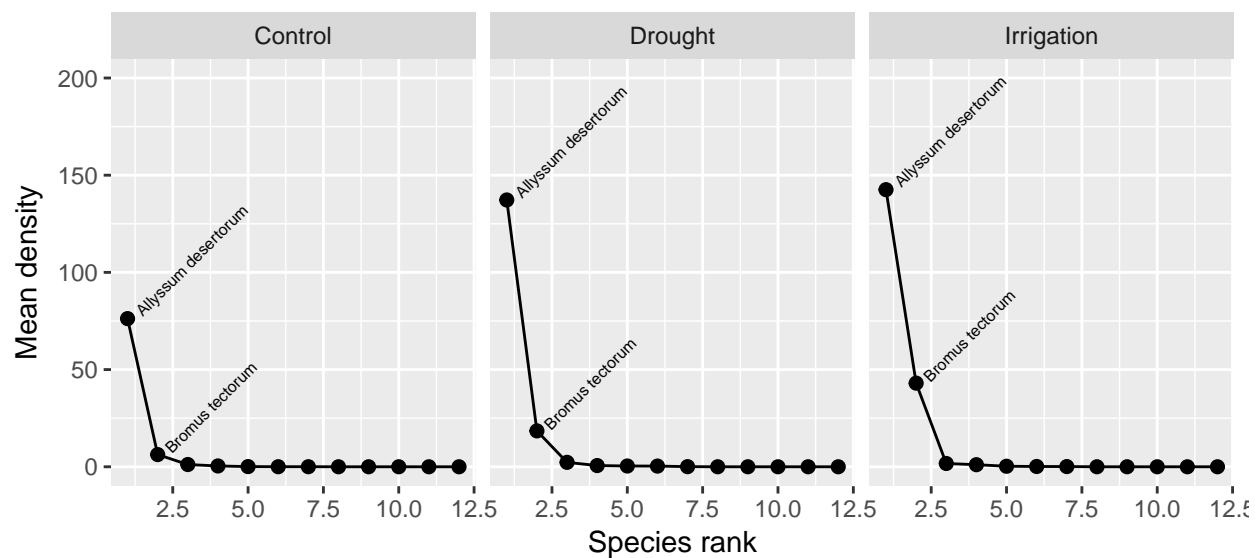 Control Drought Irrigation
200
150
100
50
0
Mean density
Allyssum desertorum
Bromus tectorum
Allyssum desertorum
Bromus tectorum
Allyssum desertorum
Bromus tectorum
2.5 5.0 7.5 10.0 12.5 2.5 5.0 7.5 10.0 12.5 2.5 5.0 7.5 10.0 12.5
Species rank